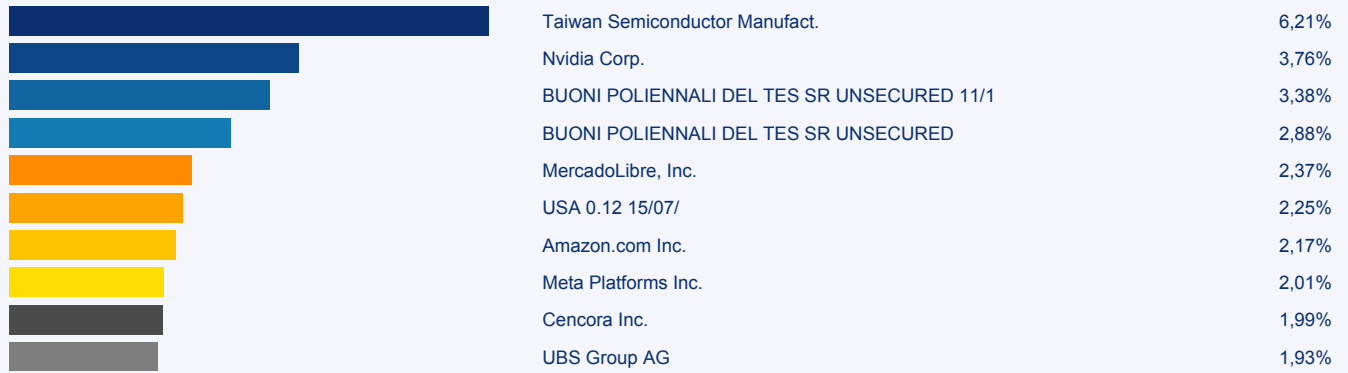 Taiwan Semiconductor Manufact. 6,21%
Nvidia Corp. 3,76%
BUONI POLIENNALI DEL TES SR UNSECURED 11/1 3,38%
BUONI POLIENNALI DEL TES SR UNSECURED 2,88%
MercadoLibre, Inc. 2,37%
USA 0.12 15/07/ 2,25%
Amazon.com Inc. 2,17%
Meta Platforms Inc. 2,01%
Cencora Inc. 1,99%
UBS Group AG 1,93%